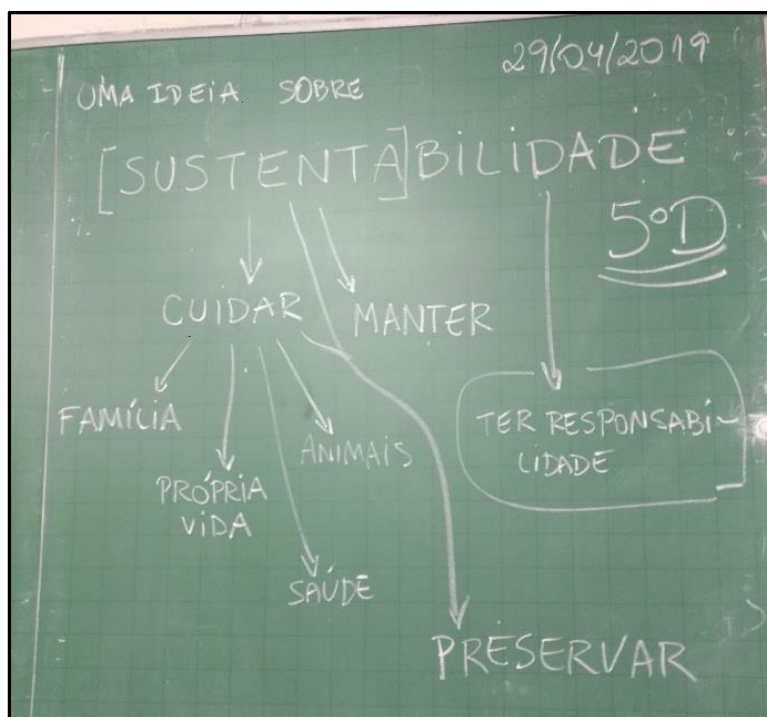 29/04/2019
UMA IDEIA SOBRE
[SUSTENTA]BILIDADE
5ºD
CUIDAR
MANTER
FAMÍLIA
ANIMAIS
TER RESPONSABI-
LIDADE
PRÓPRIA
VIDA
SAÚDE
PRESERVAR